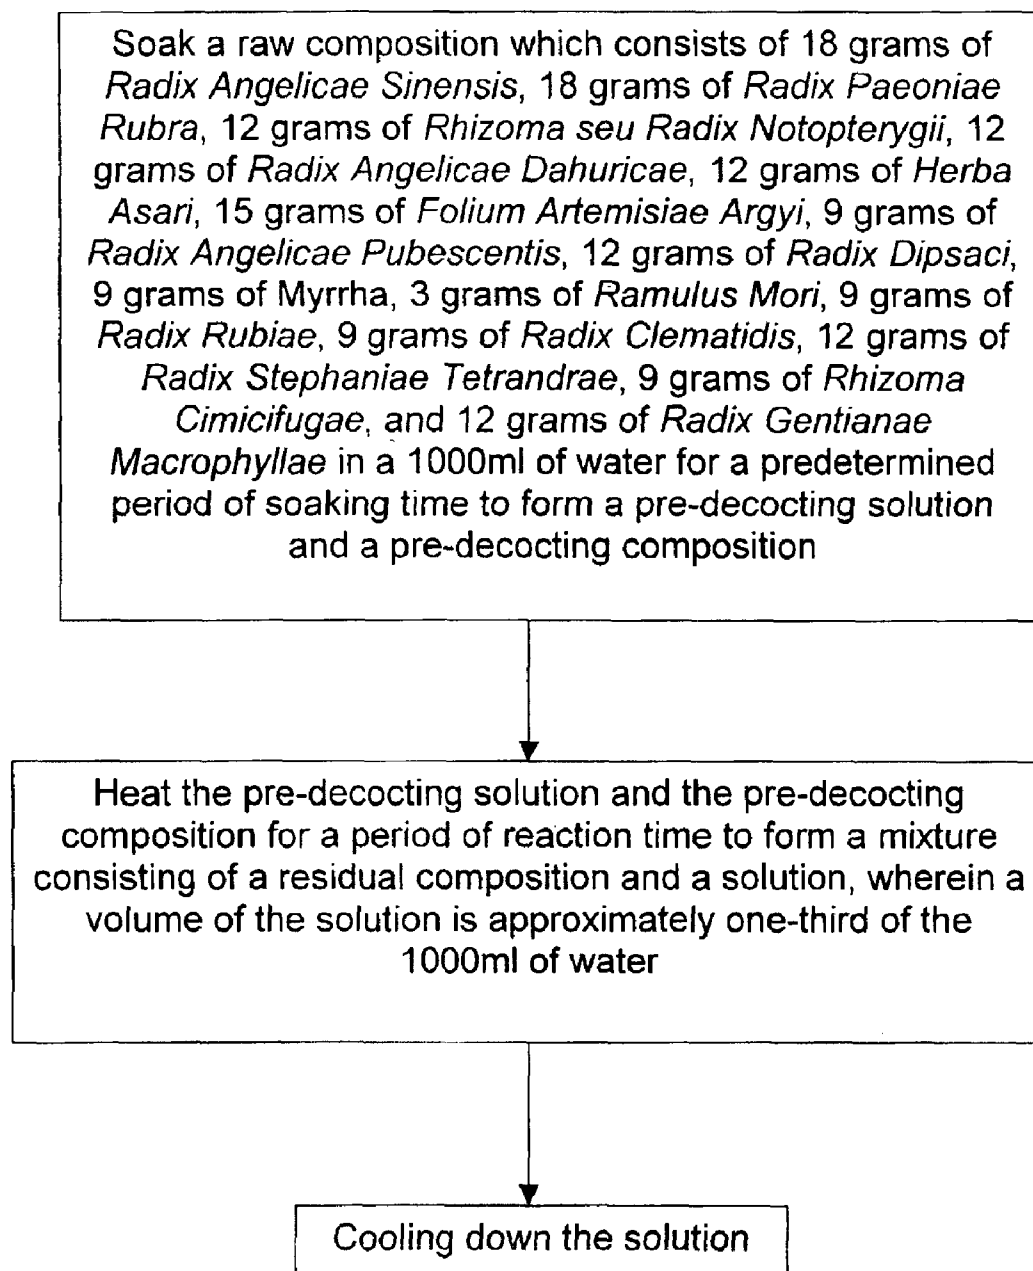 Soak a raw composition which consists of 18 grams of
Radix Angelicae Sinensis, 18 grams of Radix Paeoniae
Rubra, 12 grams of Rhizoma seu Radix Notopterygii, 12
grams of Radix Angelicae Dahuricae, 12 grams of Herba
Asari, 15 grams of Folium Artemisiae Argyi, 9 grams of
Radix Angelicae Pubescentis, 12 grams of Radix Dipsaci,
9 grams of Myrrha, 3 grams of Ramulus Mori, 9 grams of
Radix Rubiae, 9 grams of Radix Clematidis, 12 grams of
Radix Stephaniae Tetrandrae, 9 grams of Rhizoma
Cimicifugae, and 12 grams of Radix Gentianae
Macrophyllae in a 1000ml of water for a predetermined
period of soaking time to form a pre-decocting solution
and a pre-decocting composition
Heat the pre-decocting solution and the pre-decocting
composition for a period of reaction time to form a mixture
consisting of a residual composition and a solution, wherein a
volume of the solution is approximately one-third of the
1000ml of water
Cooling down the solution